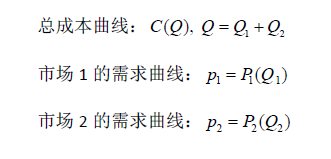 总成本曲线：C(Q), Q=Q₁+Q₂
市场 1 的需求曲线：p₁=P₁(Q₁)
市场 2 的需求曲线：p₂=P₂(Q₂)